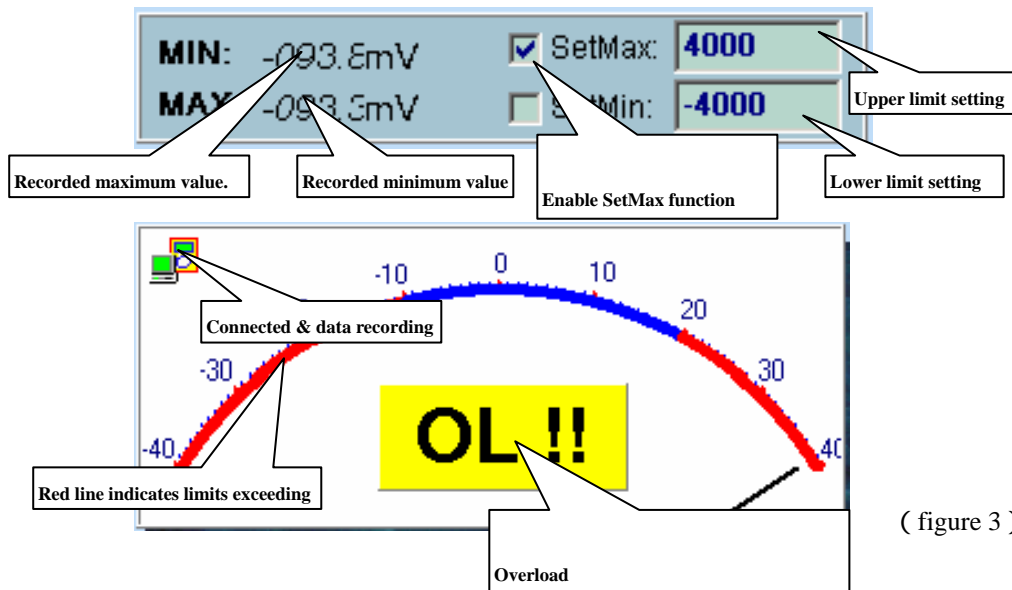 MIN: -093.8mV SetMax: 4000
Upper limit setting
MAX -093.3mV SetMin: -4000
Recorded maximum value. Recorded minimum value Lower limit setting
Enable SetMax function
-10 0 10
20
Connected & data recording
-30 30
OL !!
-40 40
Red line indicates limits exceeding
( figure 3 )
Overload